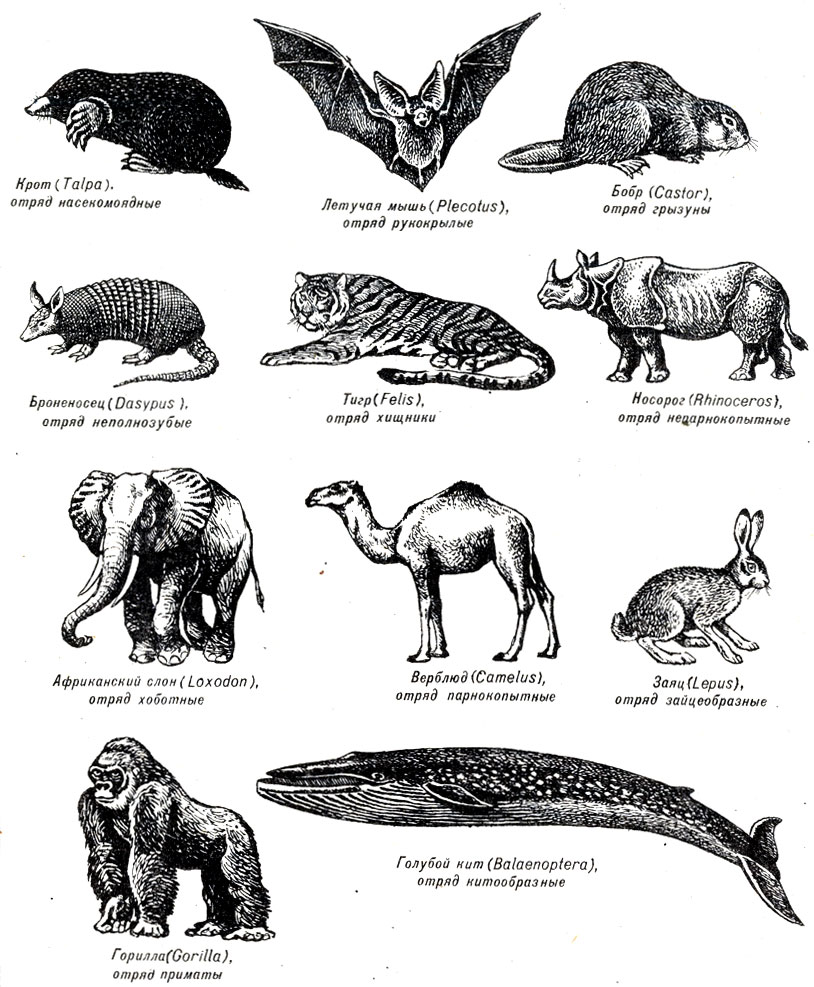 Крот (Talpa).
отряд насекомоядные
Летучая мышь (Plecotus),
отряд рукокрылые
Бобр (Castor),
отряд грызуны
Броненосец (Dasypus ),
отряд неполнозубые
Тигр (Felis),
отряд хищники
Носорог (Rhinoceros),
отряд непарнокопытные
Африканский слон (Loxodon),
отряд хоботные
Верблюд (Camelus),
отряд парнокопытные
Заяц (Lepus),
отряд зайцеобразные
Горилла (Gorilla),
отряд приматы
Голубой кит (Balaenoptera),
отряд китообразные